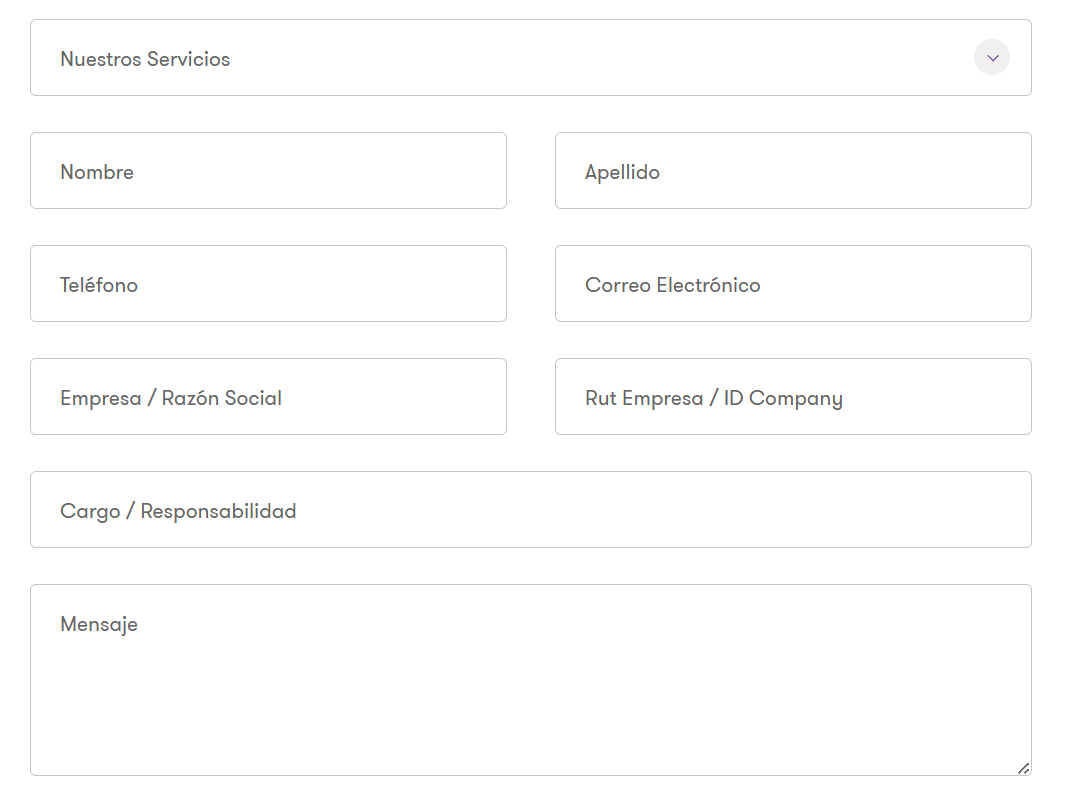 Nuestros Servicios
Nombre
Apellido
Teléfono
Correo Electrónico
Empresa / Razón Social
Rut Empresa / ID Company
Cargo / Responsabilidad
Mensaje